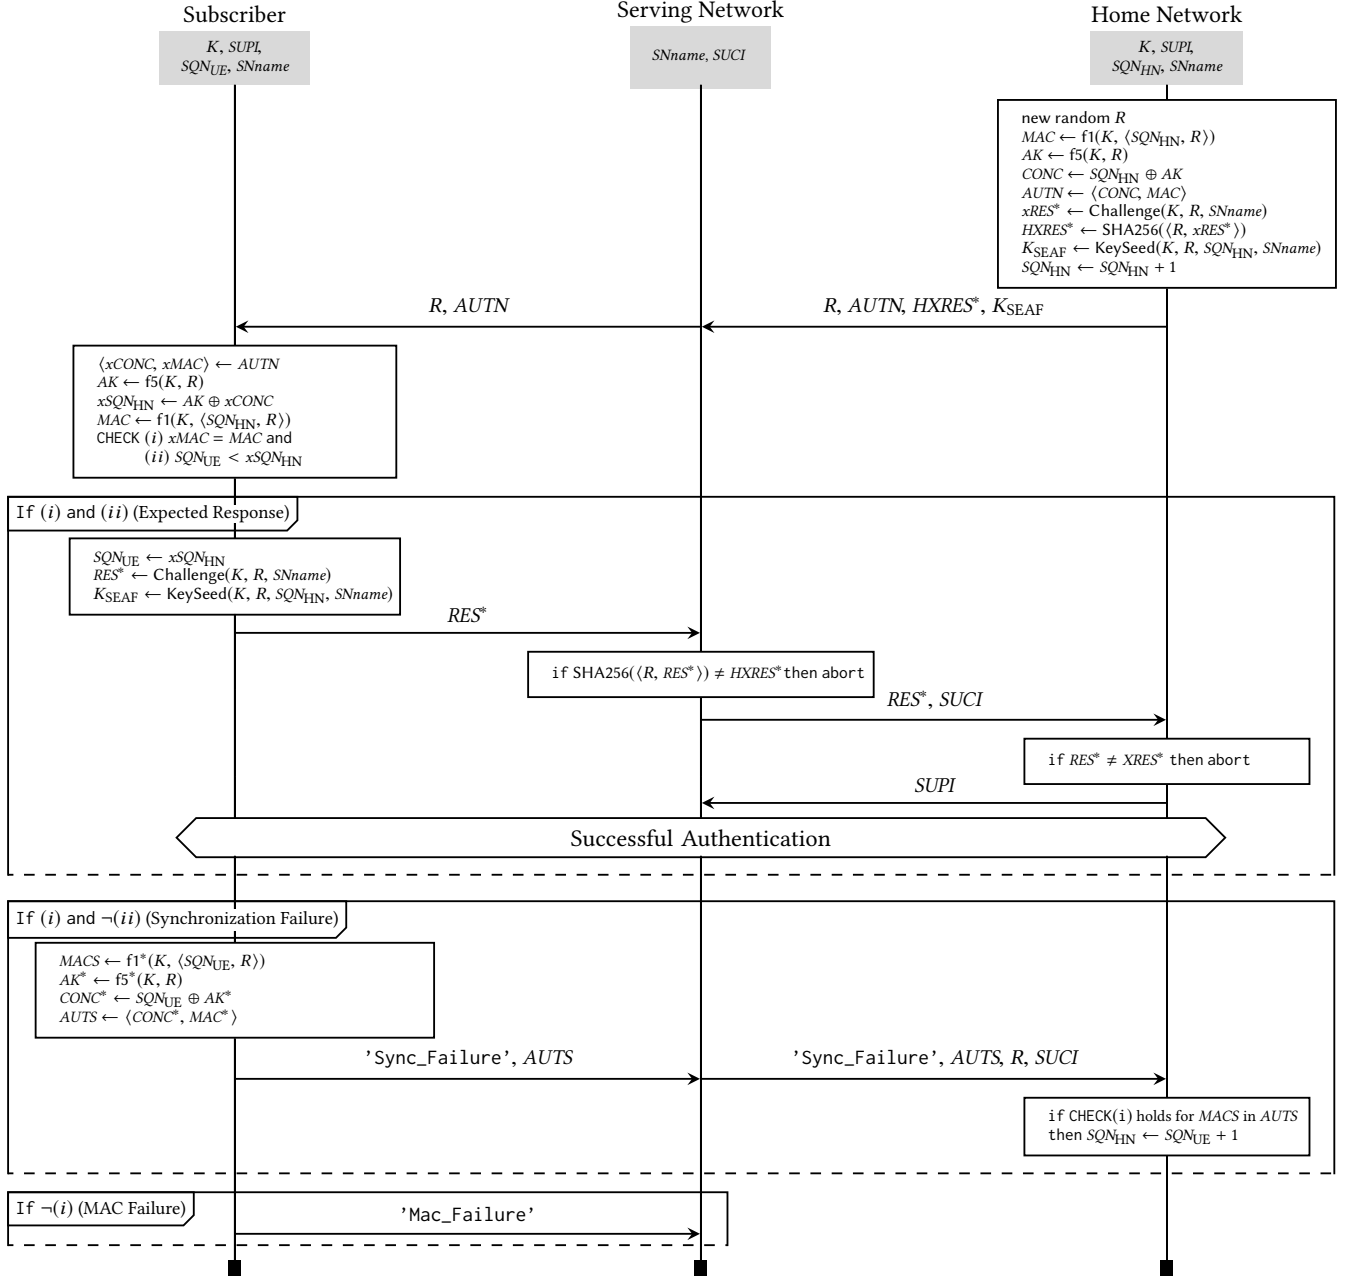 Subscriber
Serving Network
Home Network
K, SUPI,
SQN_UE, SNname
SNname, SUCI
K, SUPI,
SQN_HN, SNname
new random R
MAC ← f1(K, ⟨SQN_HN, R⟩)
AK ← f5(K, R)
CONC ← SQN_HN ⊕ AK
AUTN ← ⟨CONC, MAC⟩
xRES* ← Challenge(K, R, SNname)
HXRES* ← SHA256(⟨R, xRES*⟩)
K_SEAF ← KeySeed(K, R, SQN_HN, SNname)
SQN_HN ← SQN_HN + 1
R, AUTN
R, AUTN, HXRES*, K_SEAF
⟨xCONC, xMAC⟩ ← AUTN
AK ← f5(K, R)
xSQN_HN ← AK ⊕ xCONC
MAC ← f1(K, ⟨SQN_HN, R⟩)
CHECK (i) xMAC = MAC and
(ii) SQN_UE < xSQN_HN
If (i) and (ii) (Expected Response)
SQN_UE ← xSQN_HN
RES* ← Challenge(K, R, SNname)
K_SEAF ← KeySeed(K, R, SQN_HN, SNname)
RES*
if SHA256(⟨R, RES*⟩) ≠ HXRES* then abort
RES*, SUCI
if RES* ≠ XRES* then abort
SUPI
Successful Authentication
If (i) and ¬(ii) (Synchronization Failure)
MACS ← f1*(K, ⟨SQN_UE, R⟩)
AK* ← f5*(K, R)
CONC* ← SQN_UE ⊕ AK*
AUTS ← ⟨CONC*, MAC*⟩
'Sync_Failure', AUTS
'Sync_Failure', AUTS, R, SUCI
if CHECK(i) holds for MACS in AUTS
then SQN_HN ← SQN_UE + 1
If ¬(i) (MAC Failure)
'Mac_Failure'